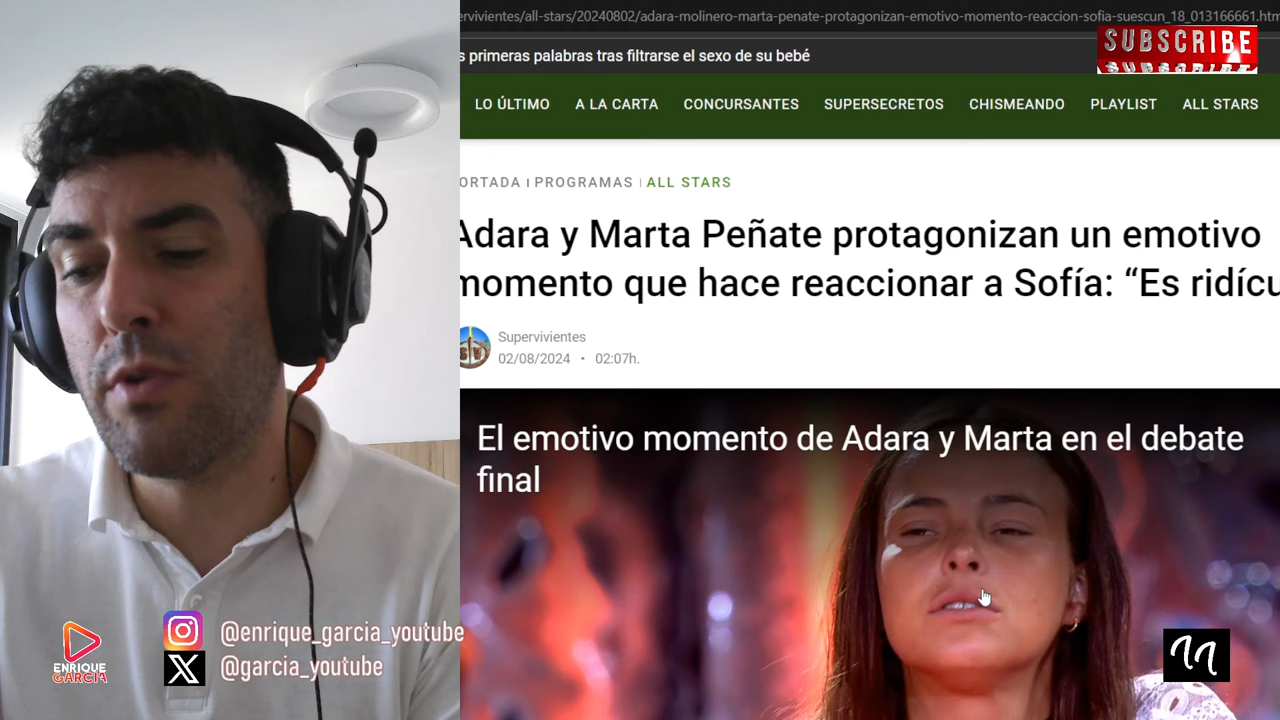 ervivientes/all-stars/20240802/adara-molinero-marta-penate-protagonizan-emotivo-momento-reaccion-sofia-suescun_18_013166661.htm
s primeras palabras tras filtrarse el sexo de su bebé
SUBSCRIBE
LO ÚLTIMO A LA CARTA CONCURSANTES SUPERSECRETOS CHISMEANDO PLAYLIST ALL STARS
ORTADA | PROGRAMAS | ALL STARS
Adara y Marta Peñate protagonizan un emotivo
momento que hace reaccionar a Sofía: “Es ridícu
Supervivientes
02/08/2024 • 02:07h.
El emotivo momento de Adara y Marta en el debate
final
@enrique_garcia_youtube
@garcia_youtube
ENRIQUE
GARCIA